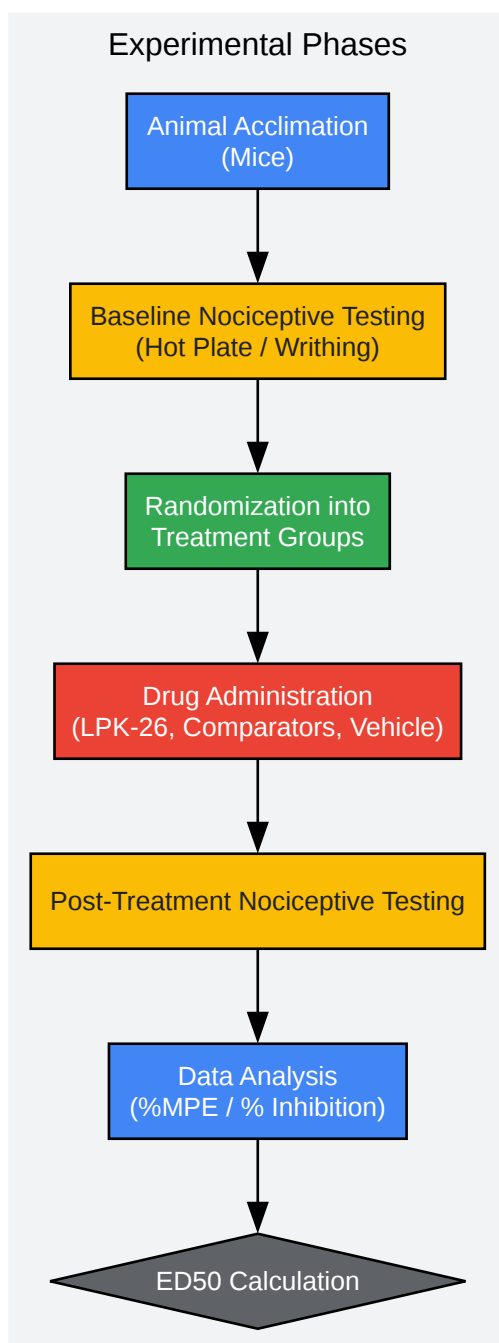 Experimental Phases
Animal Acclimation
(Mice)
Baseline Nociceptive Testing
(Hot Plate / Writhing)
Randomization into
Treatment Groups
Drug Administration
(LPK-26, Comparators, Vehicle)
Post-Treatment Nociceptive Testing
Data Analysis
(%MPE / % Inhibition)
ED50 Calculation